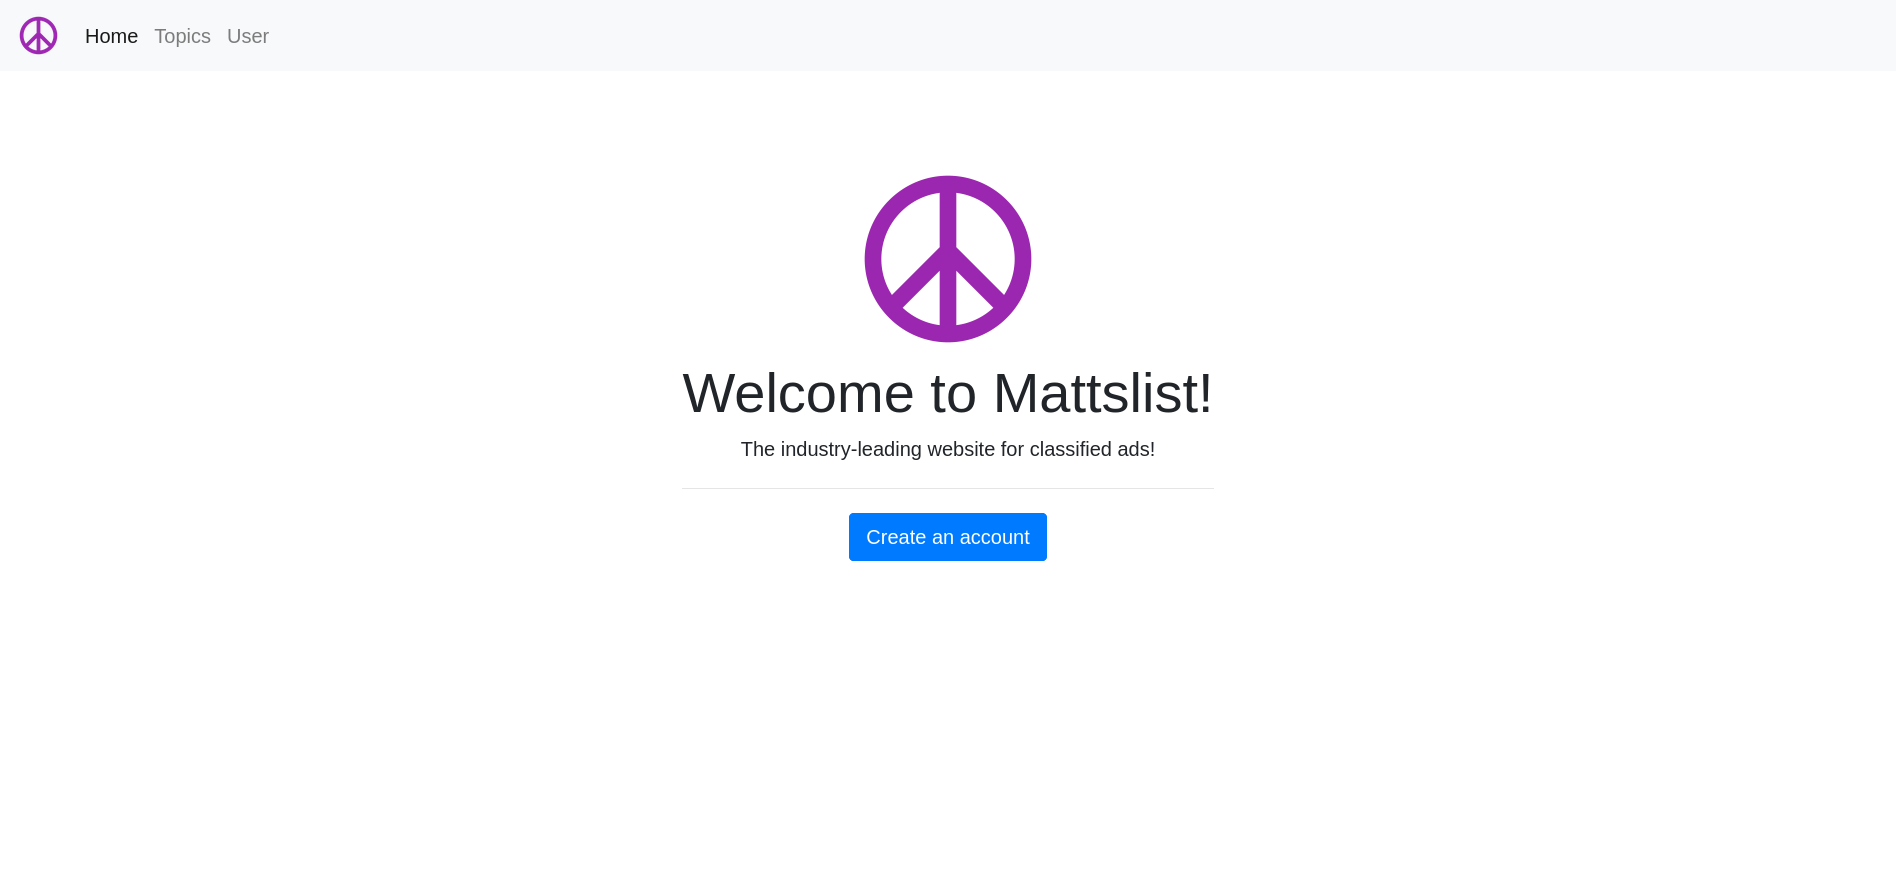 Home Topics User
Welcome to Mattslist!
The industry-leading website for classified ads!
Create an account